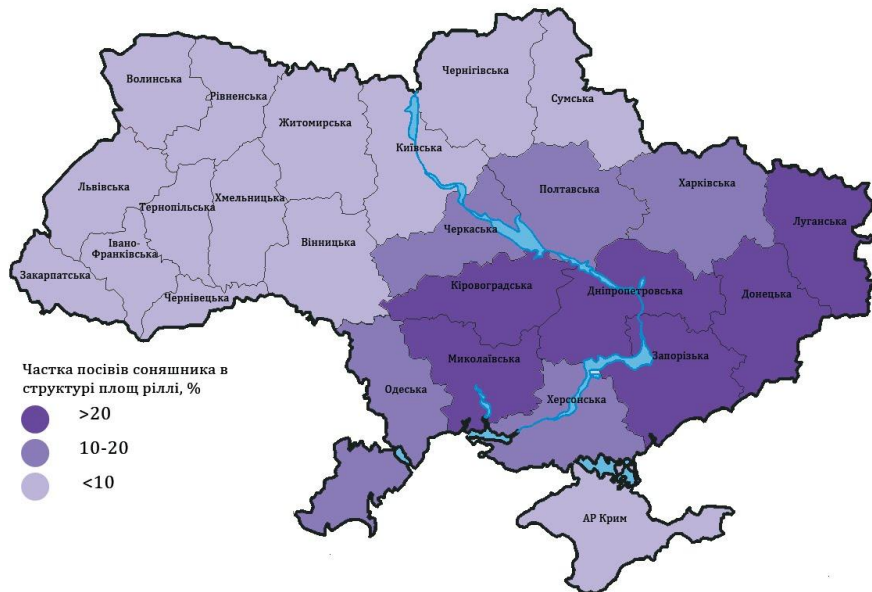 Чернігівська
Волинська
Рівненська
Сумська
Житомирська
Київська
Львівська
Тернопільська
Хмельницька
Полтавська
Харківська
Луганська
Івано-
Франківська
Вінницька
Черкаська
Закарпатська
Чернівецька
Кіровоградська
Дніпропетровська
Донецька
Миколаївська
Запорізька
Одеська
Херсонська
АР Крим
Частка посівів соняшника в
структурі площ ріллі, %
>20
10-20
<10